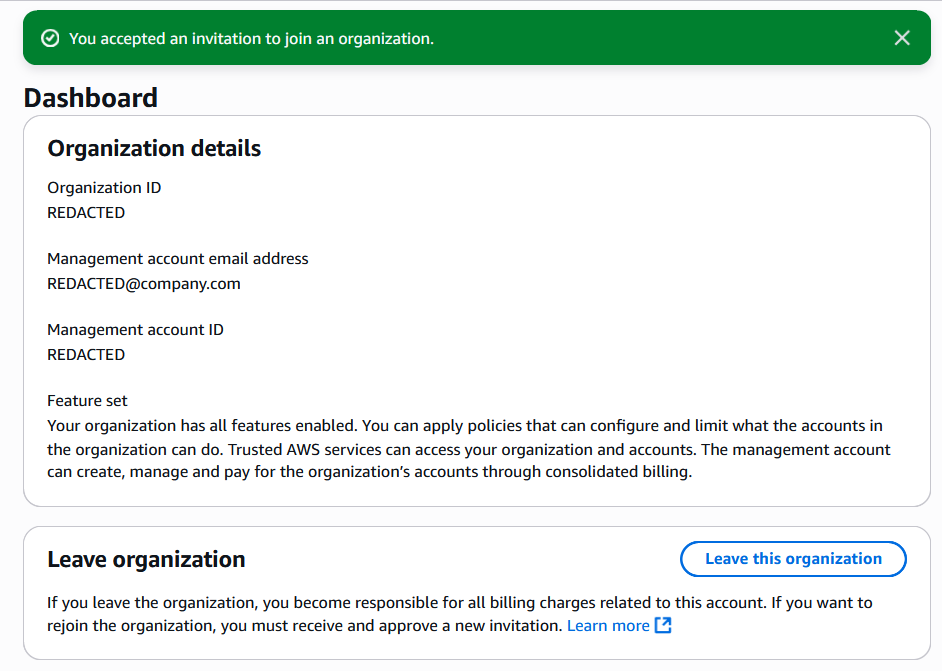 You accepted an invitation to join an organization.
Dashboard
Organization details
Organization ID
REDACTED
Management account email address
REDACTED@company.com
Management account ID
REDACTED
Feature set
Your organization has all features enabled. You can apply policies that can configure and limit what the accounts in
the organization can do. Trusted AWS services can access your organization and accounts. The management account
can create, manage and pay for the organization’s accounts through consolidated billing.
Leave organization
Leave this organization
If you leave the organization, you become responsible for all billing charges related to this account. If you want to
rejoin the organization, you must receive and approve a new invitation. Learn more